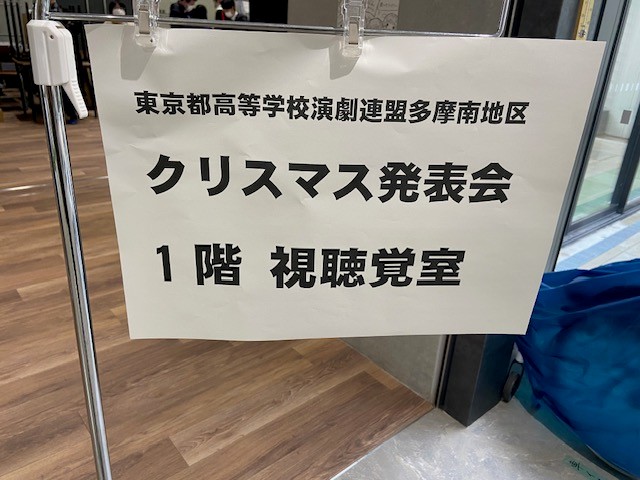 東京都高等学校演劇連盟多摩南地区
クリスマス発表会
1階 視聴覚室